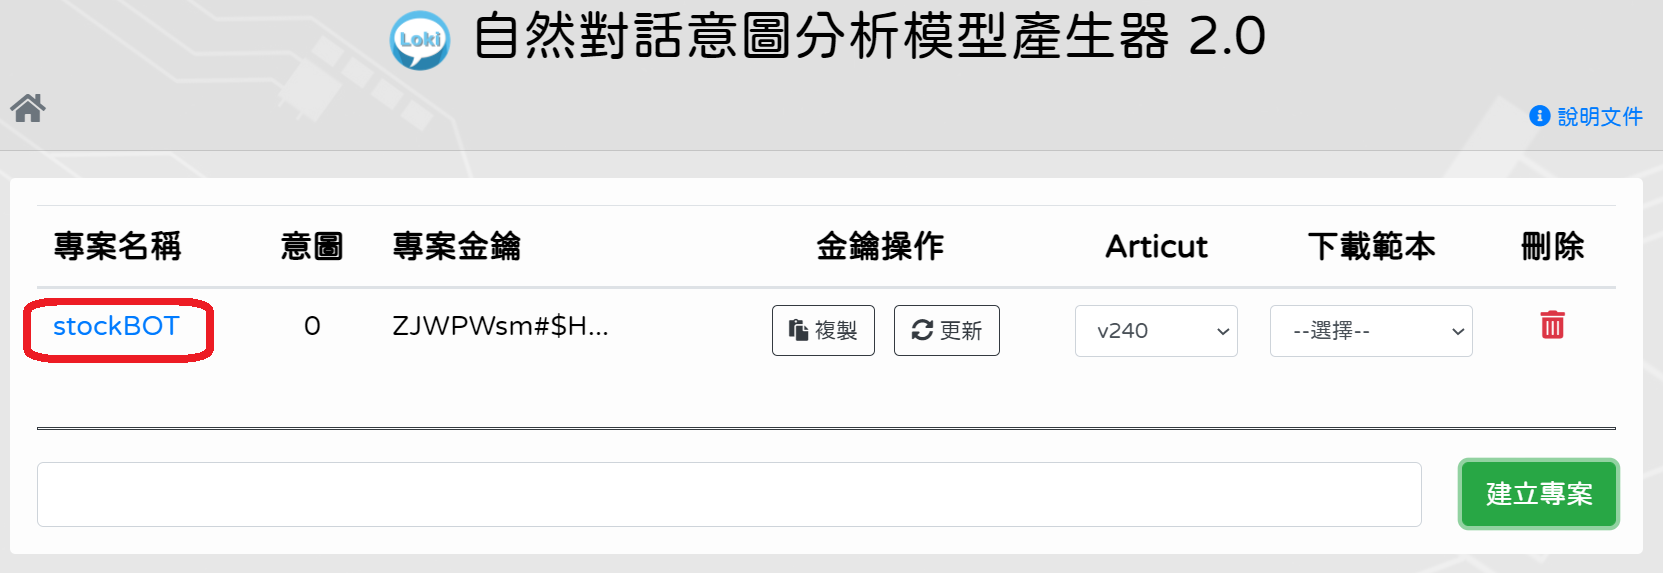 Loki 自然對話意圖分析模型產生器 2.0
說明文件
專案名稱 意圖 專案金鑰 金鑰操作 Articut 下載範本 刪除
stockBOT 0 ZJWPWsm#$H... 複製 更新 v240 --選擇--
建立專案